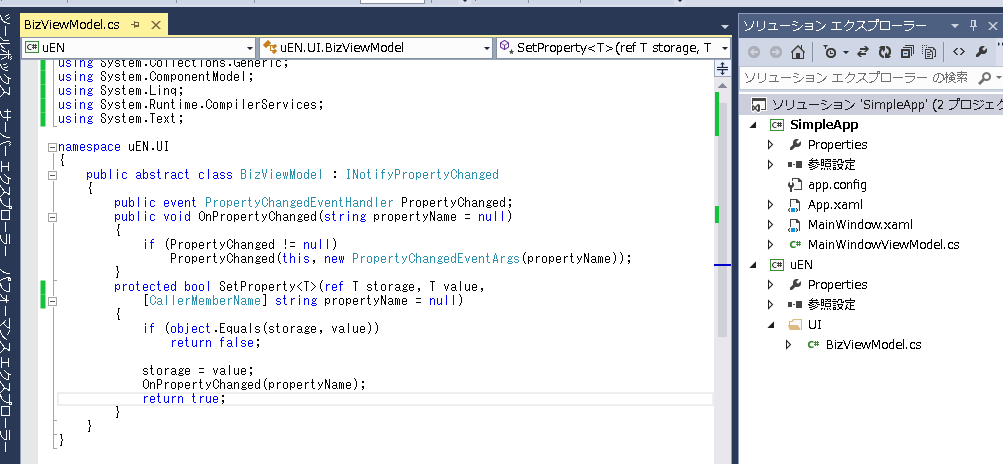 BizViewModel.cs
uEN
uEN.UI.BizViewModel
SetProperty<T>(ref T storage, T
using System.Collections.Generic;
using System.ComponentModel;
using System.Linq;
using System.Runtime.CompilerServices;
using System.Text;
namespace uEN.UI
{
public abstract class BizViewModel : INotifyPropertyChanged
{
public event PropertyChangedEventHandler PropertyChanged;
public void OnPropertyChanged(string propertyName = null)
{
if (PropertyChanged != null)
PropertyChanged(this, new PropertyChangedEventArgs(propertyName));
}
protected bool SetProperty<T>(ref T storage, T value,
[CallerMemberName] string propertyName = null)
{
if (object.Equals(storage, value))
return false;
storage = value;
OnPropertyChanged(propertyName);
return true;
}
}
}
ツールボックス
サーバー エクスプローラー
パフォーマンス エクスプローラー
ソリューション エクスプローラー
ソリューション エクスプローラー の検索
ソリューション 'SimpleApp' (2 プロジェク
SimpleApp
Properties
参照設定
app.config
App.xaml
MainWindow.xaml
C# MainWindowViewModel.cs
uEN
Properties
参照設定
UI
C# BizViewModel.cs